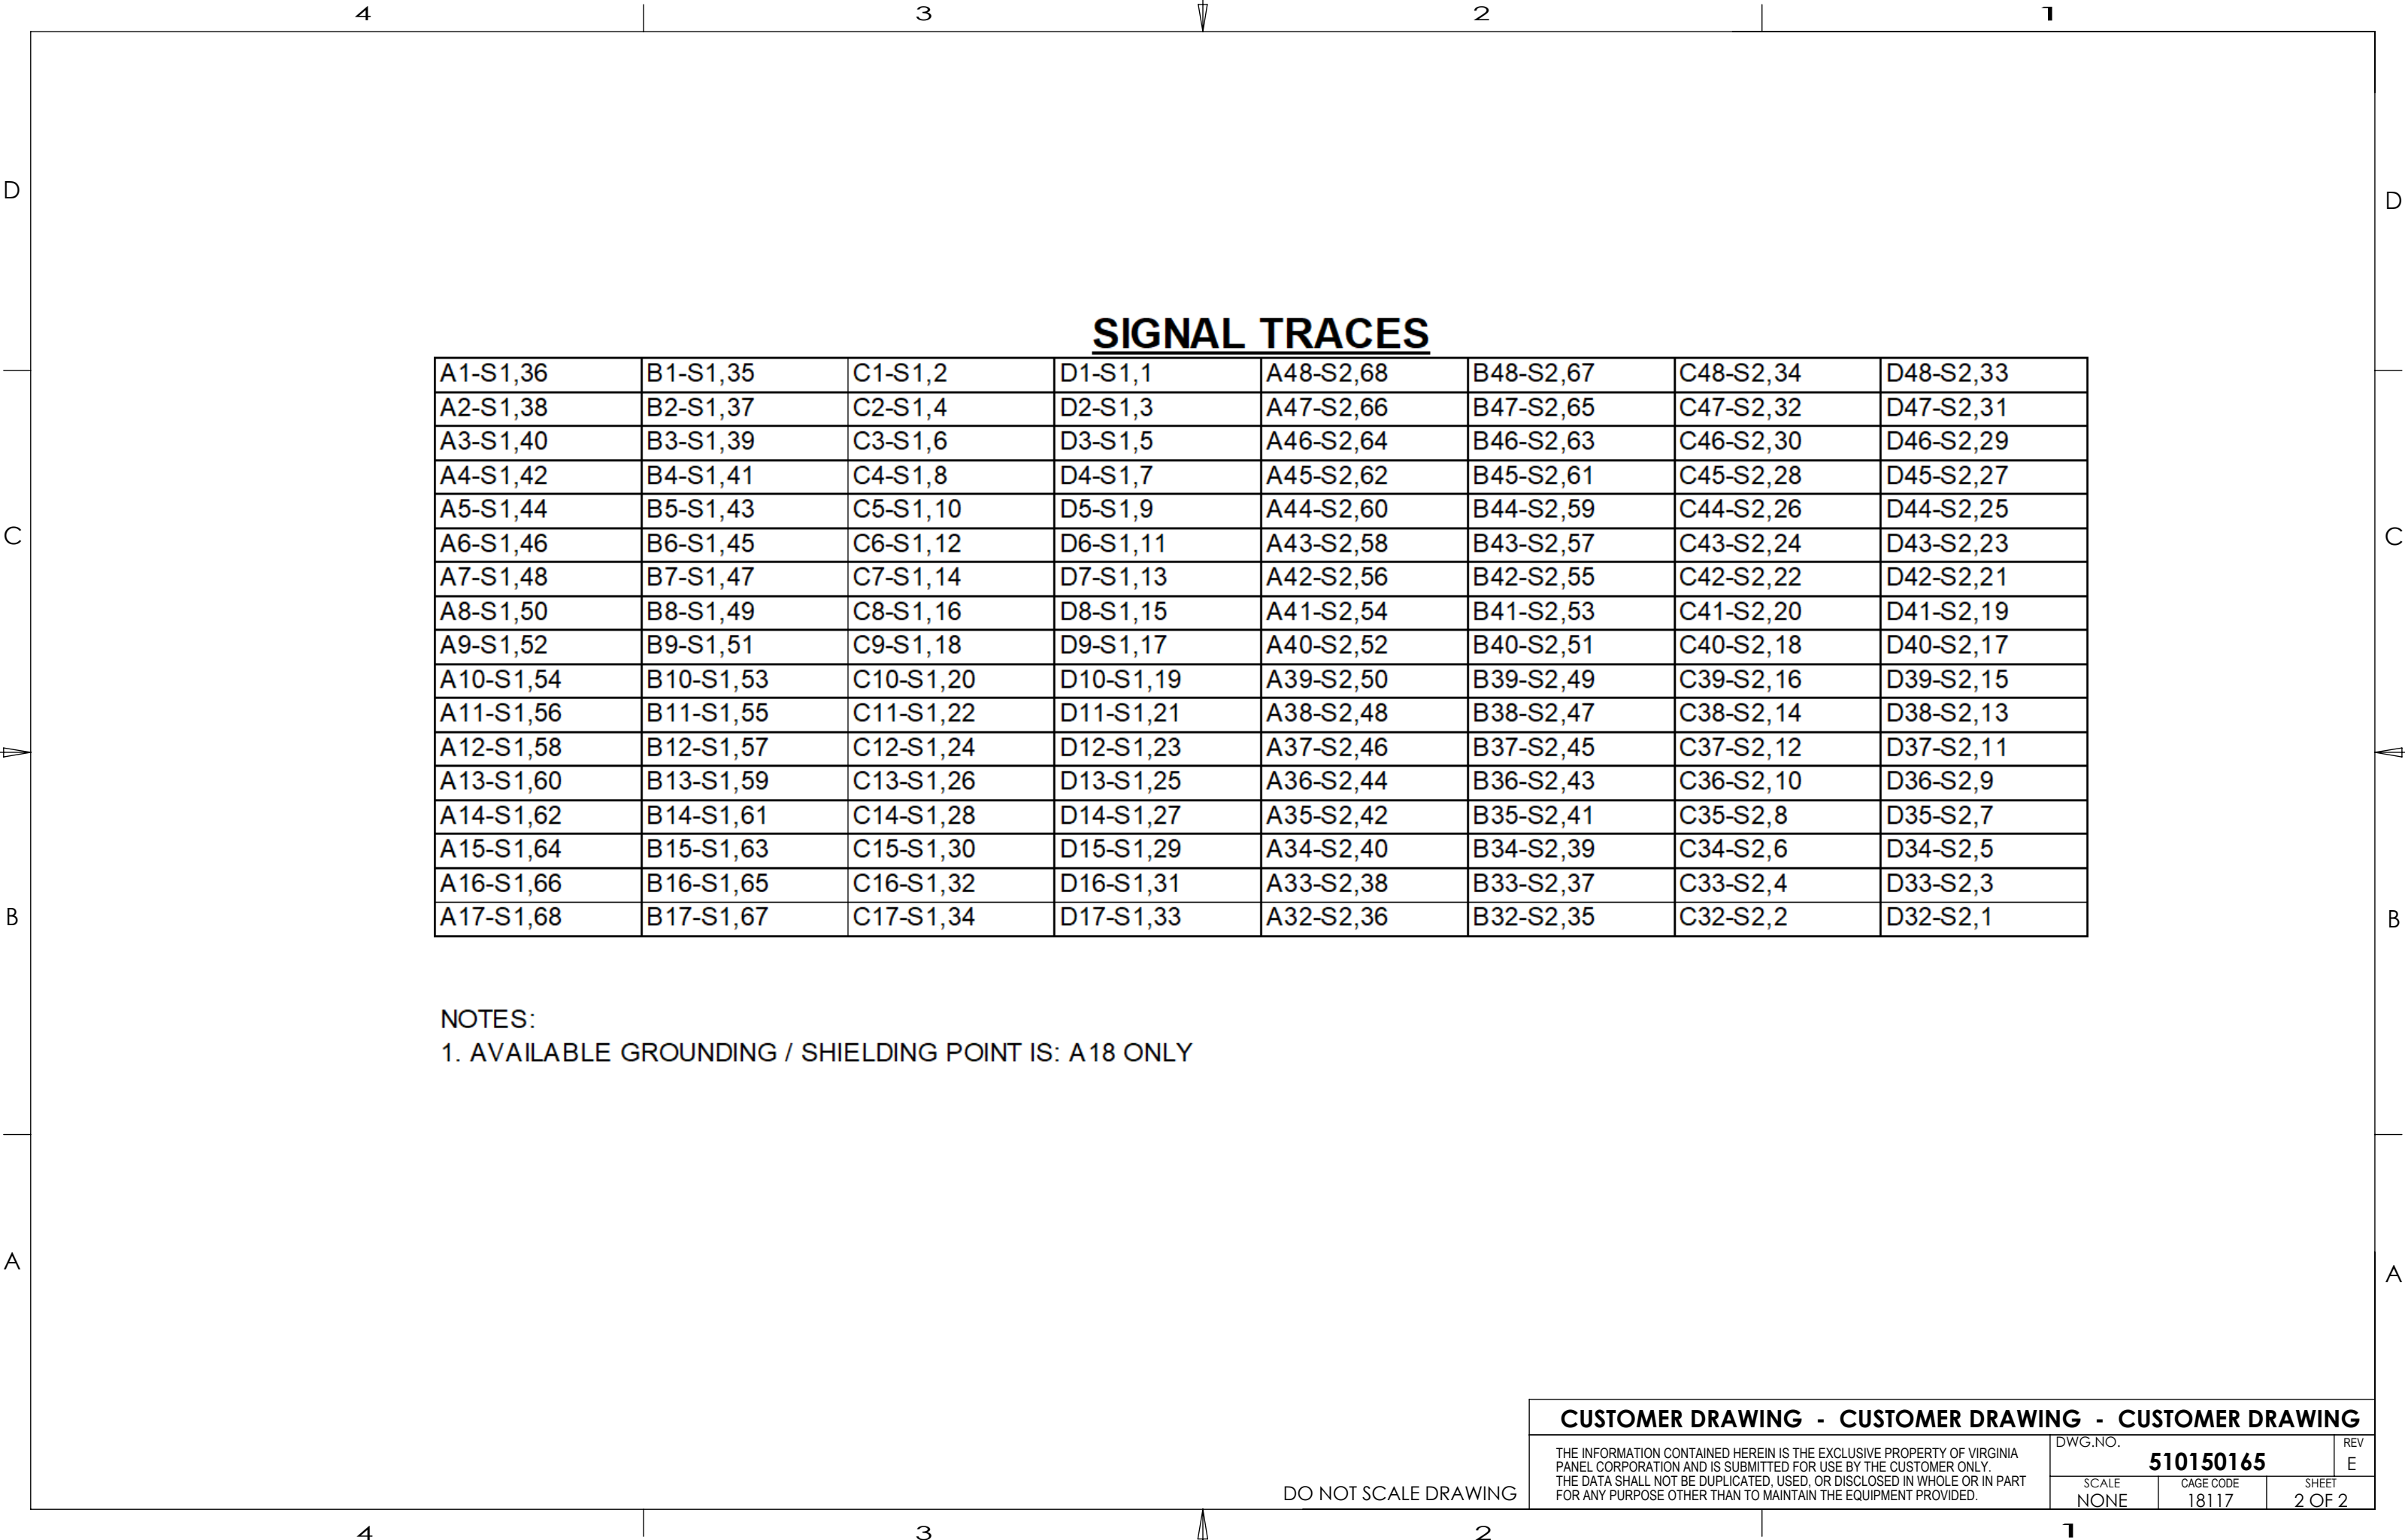 4 3 2 1
D D
SIGNAL TRACES
A1-S1,36 B1-S1,35 C1-S1,2 D1-S1,1 A48-S2,68 B48-S2,67 C48-S2,34 D48-S2,33
A2-S1,38 B2-S1,37 C2-S1,4 D2-S1,3 A47-S2,66 B47-S2,65 C47-S2,32 D47-S2,31
A3-S1,40 B3-S1,39 C3-S1,6 D3-S1,5 A46-S2,64 B46-S2,63 C46-S2,30 D46-S2,29
A4-S1,42 B4-S1,41 C4-S1,8 D4-S1,7 A45-S2,62 B45-S2,61 C45-S2,28 D45-S2,27
A5-S1,44 B5-S1,43 C5-S1,10 D5-S1,9 A44-S2,60 B44-S2,59 C44-S2,26 D44-S2,25
C C
A6-S1,46 B6-S1,45 C6-S1,12 D6-S1,11 A43-S2,58 B43-S2,57 C43-S2,24 D43-S2,23
A7-S1,48 B7-S1,47 C7-S1,14 D7-S1,13 A42-S2,56 B42-S2,55 C42-S2,22 D42-S2,21
A8-S1,50 B8-S1,49 C8-S1,16 D8-S1,15 A41-S2,54 B41-S2,53 C41-S2,20 D41-S2,19
A9-S1,52 B9-S1,51 C9-S1,18 D9-S1,17 A40-S2,52 B40-S2,51 C40-S2,18 D40-S2,17
A10-S1,54 B10-S1,53 C10-S1,20 D10-S1,19 A39-S2,50 B39-S2,49 C39-S2,16 D39-S2,15
A11-S1,56 B11-S1,55 C11-S1,22 D11-S1,21 A38-S2,48 B38-S2,47 C38-S2,14 D38-S2,13
A12-S1,58 B12-S1,57 C12-S1,24 D12-S1,23 A37-S2,46 B37-S2,45 C37-S2,12 D37-S2,11
A13-S1,60 B13-S1,59 C13-S1,26 D13-S1,25 A36-S2,44 B36-S2,43 C36-S2,10 D36-S2,9
A14-S1,62 B14-S1,61 C14-S1,28 D14-S1,27 A35-S2,42 B35-S2,41 C35-S2,8 D35-S2,7
A15-S1,64 B15-S1,63 C15-S1,30 D15-S1,29 A34-S2,40 B34-S2,39 C34-S2,6 D34-S2,5
A16-S1,66 B16-S1,65 C16-S1,32 D16-S1,31 A33-S2,38 B33-S2,37 C33-S2,4 D33-S2,3
A17-S1,68 B17-S1,67 C17-S1,34 D17-S1,33 A32-S2,36 B32-S2,35 C32-S2,2 D32-S2,1
B B
NOTES:
1. AVAILABLE GROUNDING / SHIELDING POINT IS: A18 ONLY
A A
CUSTOMER DRAWING - CUSTOMER DRAWING - CUSTOMER DRAWING
THE INFORMATION CONTAINED HEREIN IS THE EXCLUSIVE PROPERTY OF VIRGINIA
PANEL CORPORATION AND IS SUBMITTED FOR USE BY THE CUSTOMER ONLY.
THE DATA SHALL NOT BE DUPLICATED, USED, OR DISCLOSED IN WHOLE OR IN PART
FOR ANY PURPOSE OTHER THAN TO MAINTAIN THE EQUIPMENT PROVIDED.
DWG.NO. REV
510150165 E
SCALE CAGE CODE SHEET
NONE 18117 2 OF 2
DO NOT SCALE DRAWING
4 3 2 1